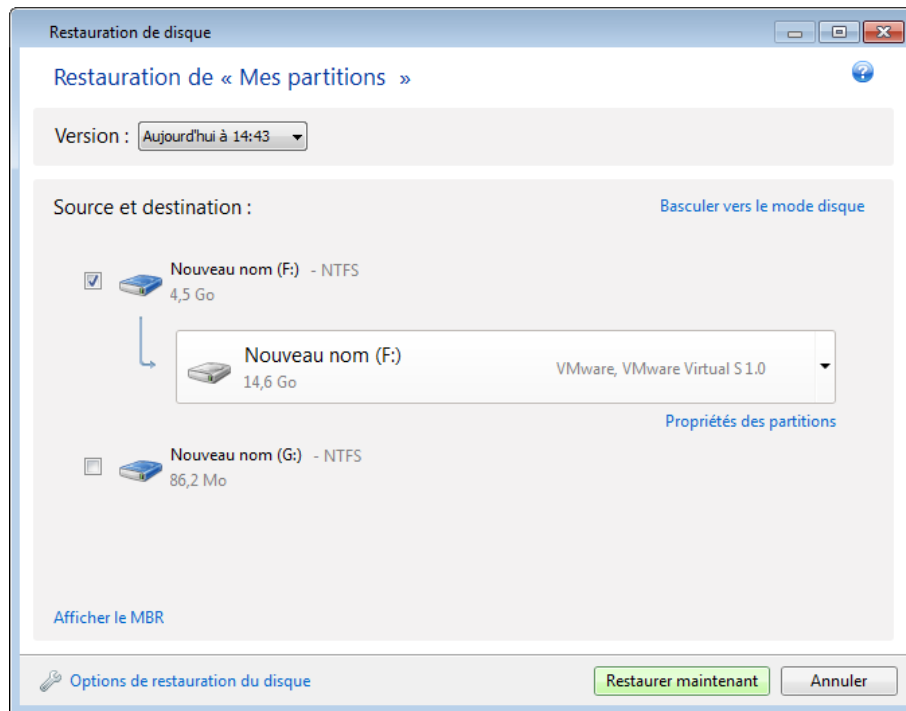 Restauration de disque
Restauration de « Mes partitions »
Version : Aujourd'hui à 14:43
Source et destination :
Basculer vers le mode disque
Nouveau nom (F:) - NTFS
4,5 Go
Nouveau nom (F:)
14,6 Go
VMware, VMware Virtual S 1.0
Propriétés des partitions
Nouveau nom (G:) - NTFS
86,2 Mo
Afficher le MBR
Options de restauration du disque
Restaurer maintenant
Annuler